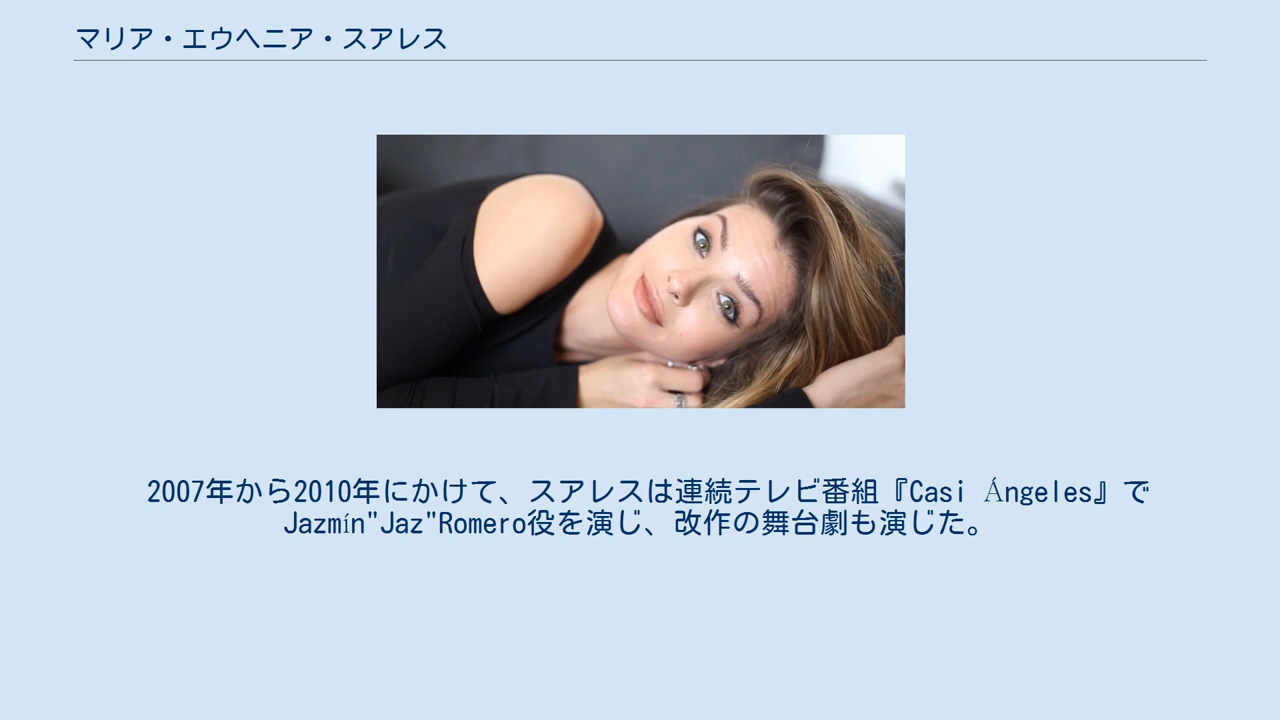 マリア・エウヘニア・スアレス
2007年から2010年にかけて、スアレスは連続テレビ番組『Casi Ángeles』で
Jazmín"Jaz"Romero役を演じ、改作の舞台劇も演じた。